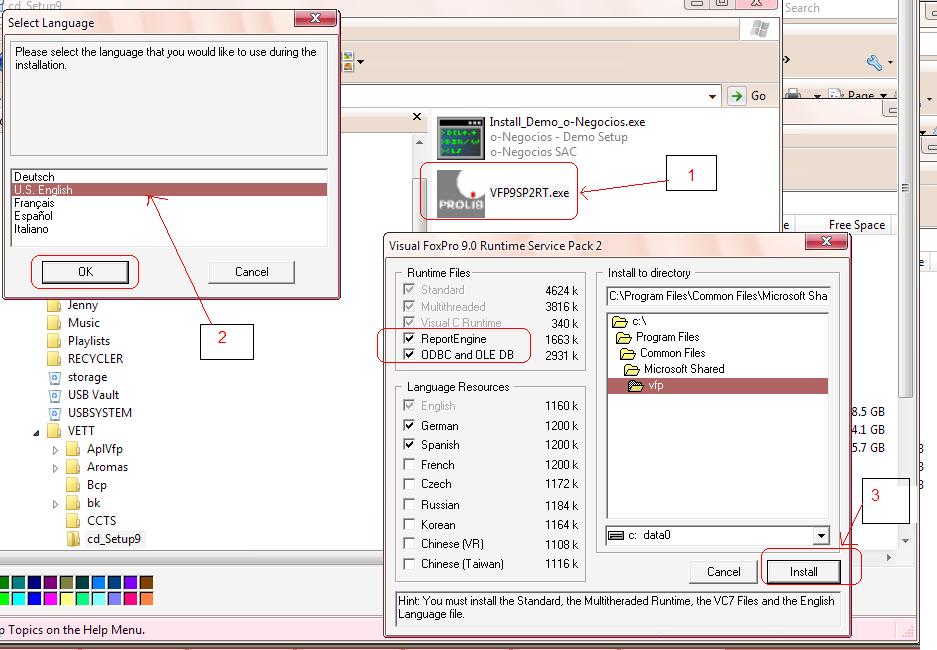 cd_Setup9
Select Language
Please select the language that you would like to use during the
installation.
Deutsch
U.S. English
Français
Español
Italiano
OK
Cancel
Search
Go
Page
Install_Demo_o-Negocios.exe
o-Negocios - Demo Setup
o-Negocios SAC
PROLIB
VFP9SP2RT.exe
1
2
Free Space
Jenny
Music
Playlists
RECYCLER
storage
USB Vault
USBSYSTEM
VETT
AplVfp
Aromas
Bcp
bk
CCTS
cd_Setup9
Visual FoxPro 9.0 Runtime Service Pack 2
Runtime Files
Standard 4624 k
Multithreaded 3816 k
Visual C Runtime 340 k
ReportEngine 1663 k
ODBC and OLE DB 2931 k
Language Resources
English 1160 k
German 1200 k
Spanish 1200 k
French 1200 k
Czech 1172 k
Russian 1184 k
Korean 1164 k
Chinese (VR) 1108 k
Chinese (Taiwan) 1116 k
Install to directory
C:\Program Files\Common Files\Microsoft Sha
c:\
Program Files
Common Files
Microsoft Shared
vfp
c: data0
Cancel
Install
3
Hint: You must install the Standard, the Multitheraded Runtime, the VC7 Files and the English
Language file.
8.5 GB
4.1 GB
5.7 GB
p Topics on the Help Menu.